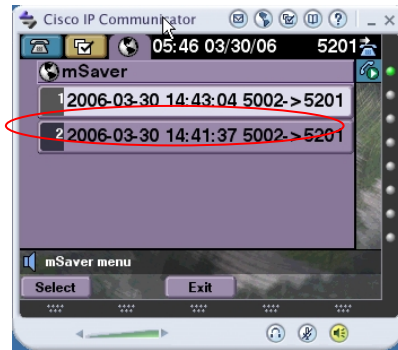 Cisco IP Communicator
05:46 03/30/06 5201
mSaver
1 2006-03-30 14:43:04 5002->5201
2 2006-03-30 14:41:37 5002->5201
mSaver menu
Select Exit